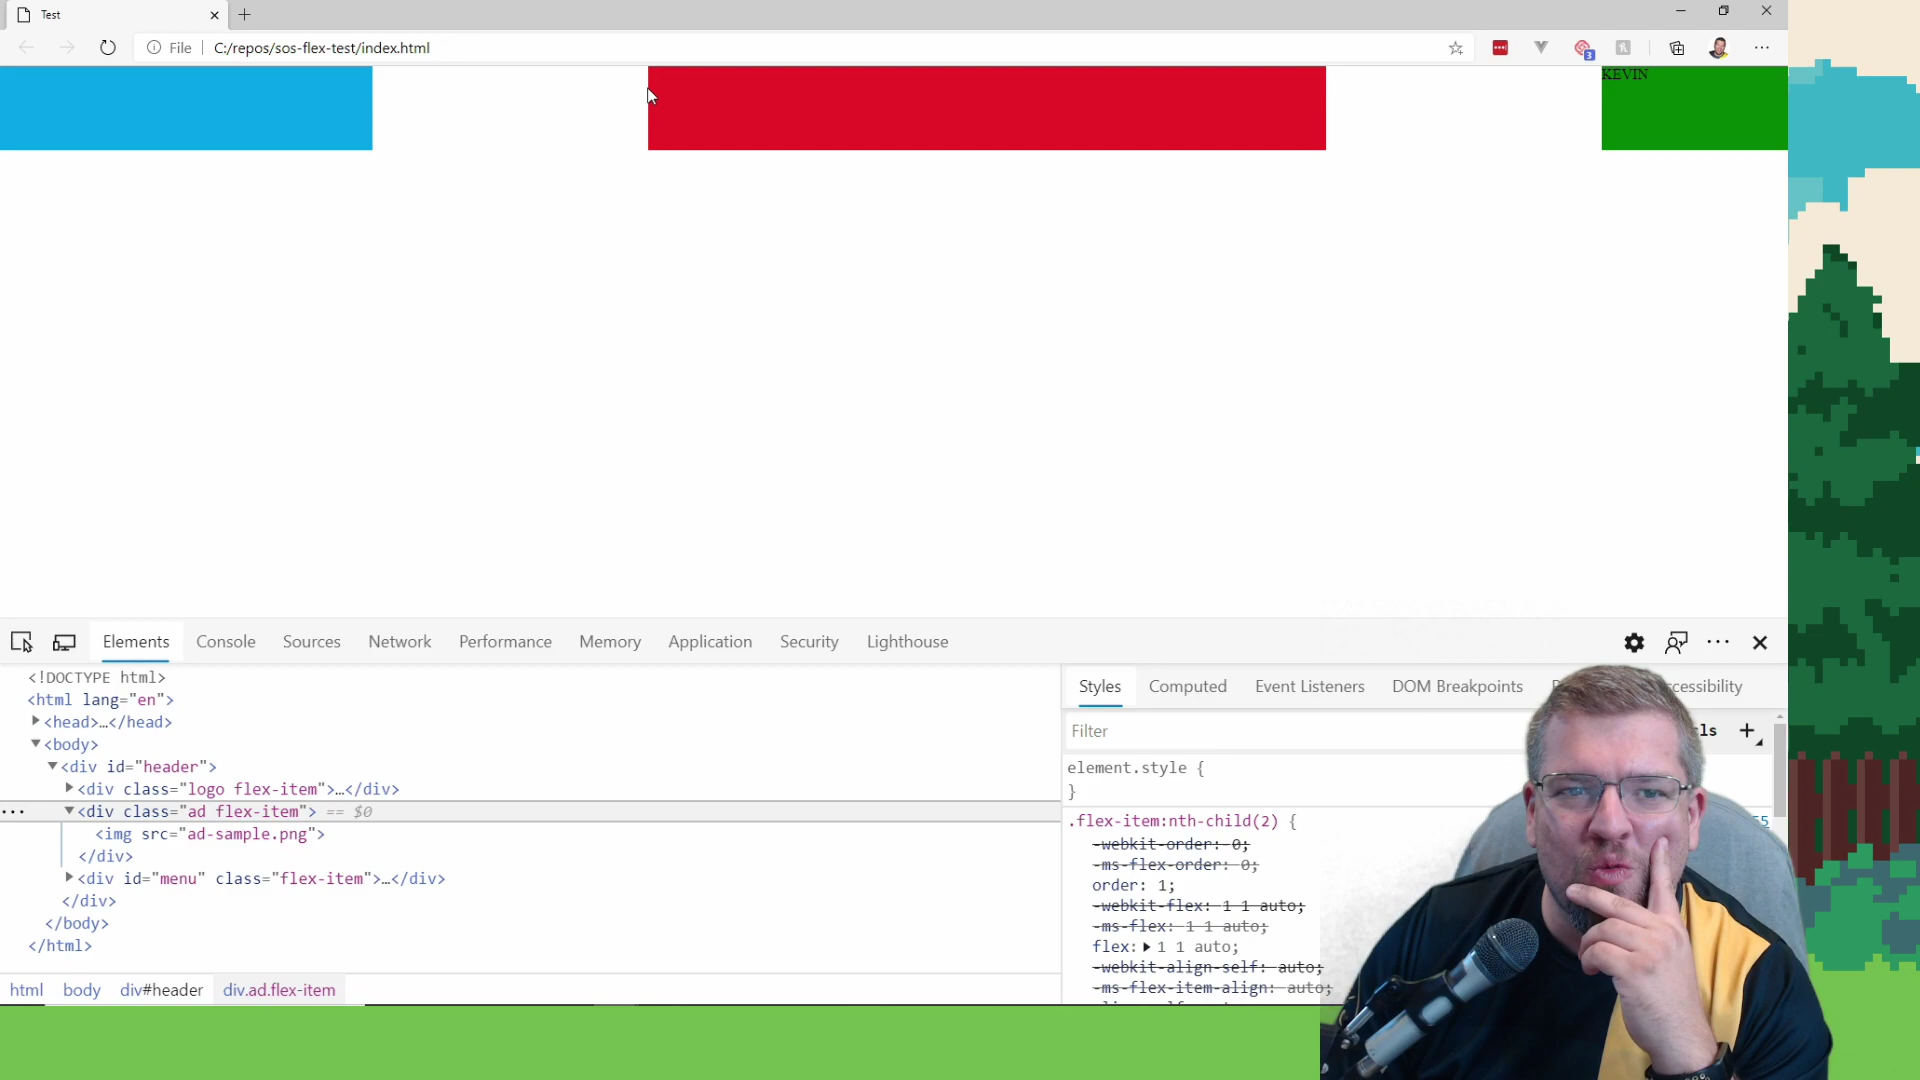 Test
File C:/repos/sos-flex-test/index.html
3
KEVIN
Elements Console Sources Network Performance Memory Application Security Lighthouse
<!DOCTYPE html>
<html lang="en">
<head>…</head>
<body>
<div id="header">
<div class="logo flex-item">…</div>
<div class="ad flex-item"> == $0
<img src="ad-sample.png">
</div>
<div id="menu" class="flex-item">…</div>
</div>
</body>
</html>
html body div#header div.ad.flex-item
Styles Computed Event Listeners DOM Breakpoints
Filter
element.style {
}
.flex-item:nth-child(2) {
-webkit-order: 0;
-ms-flex-order: 0;
order: 1;
-webkit-flex: 1 1 auto;
-ms-flex: 1 1 auto;
flex: 1 1 auto;
-webkit-align-self: auto;
-ms-flex-item-align: auto;